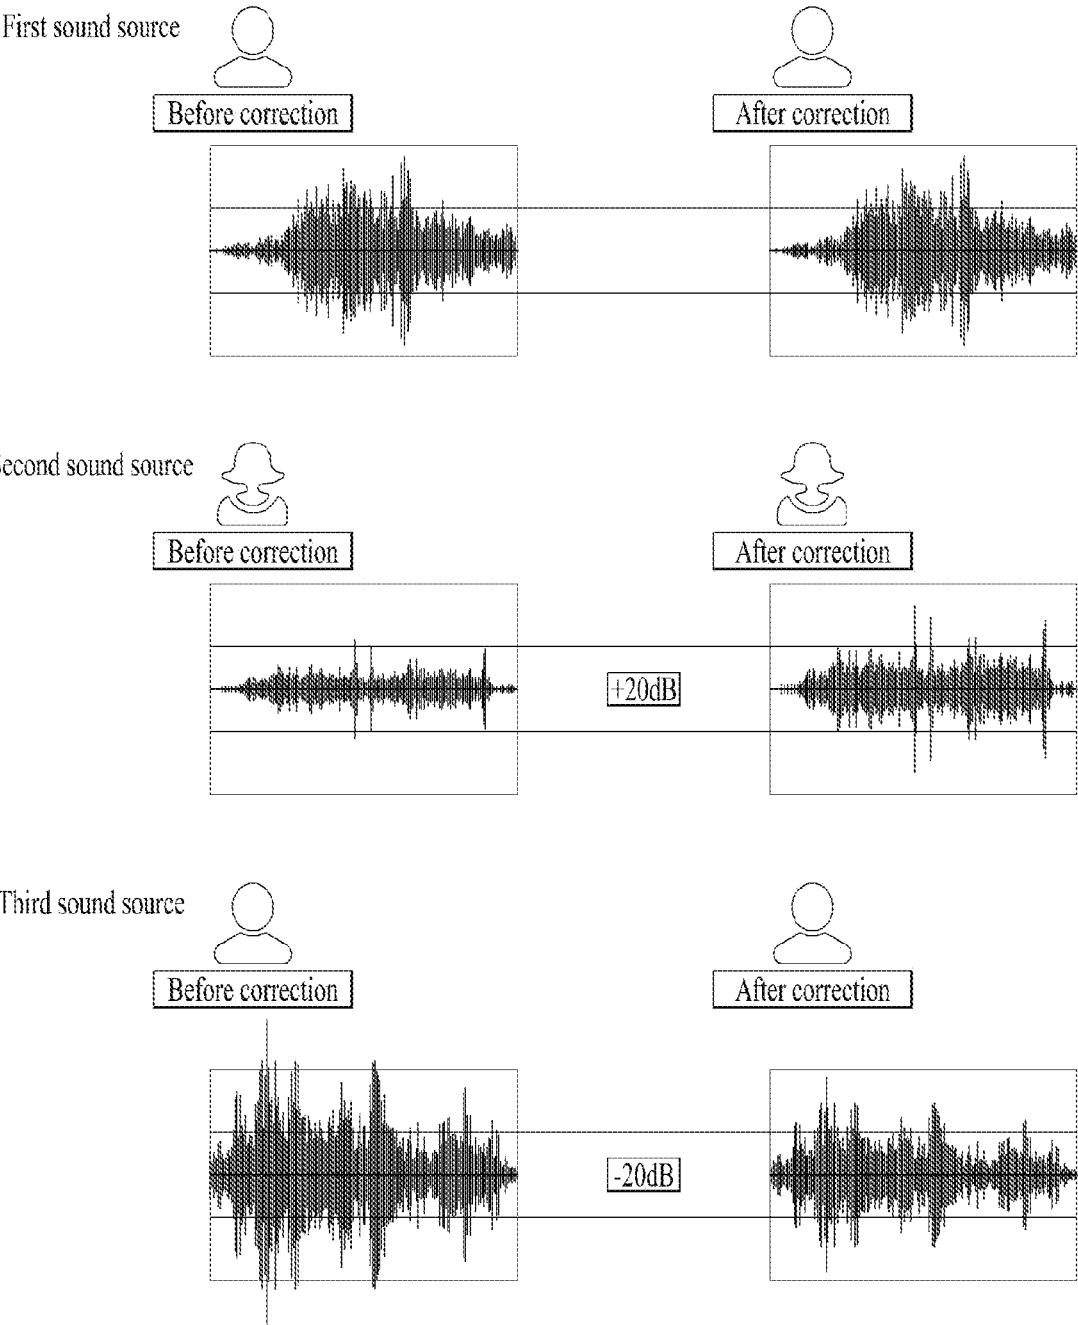 First sound source
Before correction
After correction
Second sound source
Before correction
After correction
+20dB
Third sound source
Before correction
After correction
-20dB